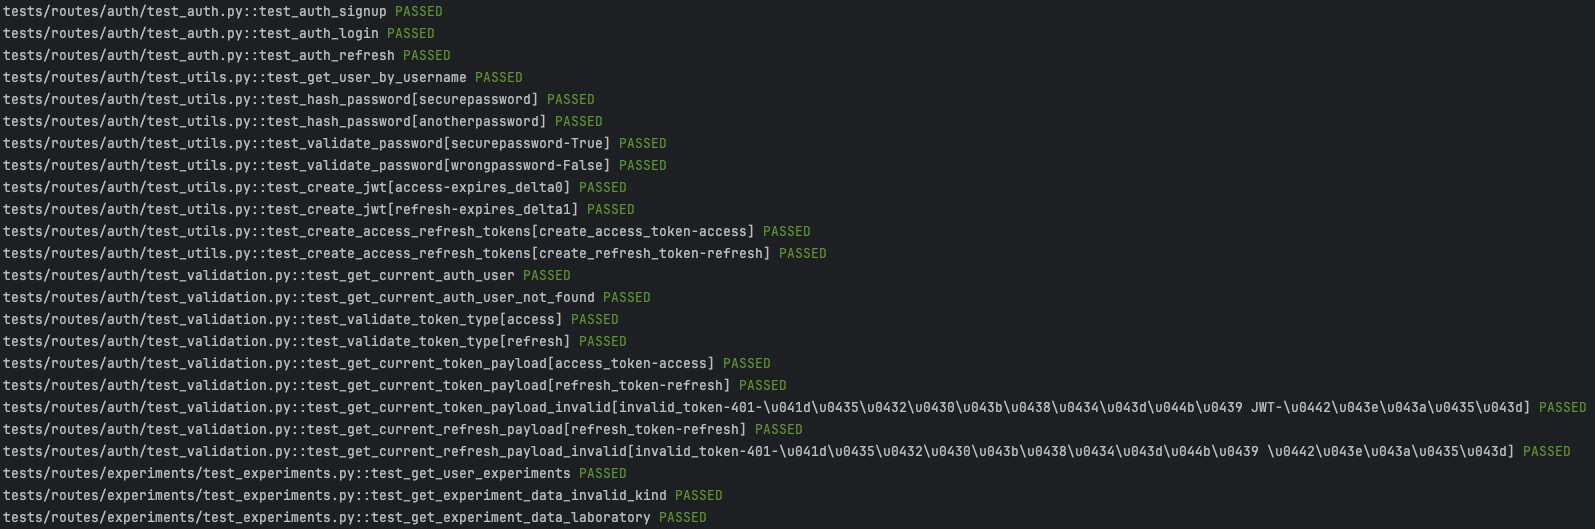 tests/routes/auth/test_auth.py::test_auth_signup PASSED
tests/routes/auth/test_auth.py::test_auth_login PASSED
tests/routes/auth/test_auth.py::test_auth_refresh PASSED
tests/routes/auth/test_utils.py::test_get_user_by_username PASSED
tests/routes/auth/test_utils.py::test_hash_password[securepassword] PASSED
tests/routes/auth/test_utils.py::test_hash_password[anotherpassword] PASSED
tests/routes/auth/test_utils.py::test_validate_password[securepassword-True] PASSED
tests/routes/auth/test_utils.py::test_validate_password[wrongpassword-False] PASSED
tests/routes/auth/test_utils.py::test_create_jwt[access-expires_delta0] PASSED
tests/routes/auth/test_utils.py::test_create_jwt[refresh-expires_delta1] PASSED
tests/routes/auth/test_utils.py::test_create_access_refresh_tokens[create_access_token-access] PASSED
tests/routes/auth/test_utils.py::test_create_access_refresh_tokens[create_refresh_token-refresh] PASSED
tests/routes/auth/test_validation.py::test_get_current_auth_user PASSED
tests/routes/auth/test_validation.py::test_get_current_auth_user_not_found PASSED
tests/routes/auth/test_validation.py::test_validate_token_type[access] PASSED
tests/routes/auth/test_validation.py::test_validate_token_type[refresh] PASSED
tests/routes/auth/test_validation.py::test_get_current_token_payload[access_token-access] PASSED
tests/routes/auth/test_validation.py::test_get_current_token_payload[refresh_token-refresh] PASSED
tests/routes/auth/test_validation.py::test_get_current_token_payload_invalid[invalid_token-401-\u041d\u0435\u0432\u0430\u043b\u0438\u0434\u043d\u044b\u0439 JWT-\u0442\u043e\u043a\u0435\u043d] PASSED
tests/routes/auth/test_validation.py::test_get_current_refresh_payload[refresh_token-refresh] PASSED
tests/routes/auth/test_validation.py::test_get_current_refresh_payload_invalid[invalid_token-401-\u041d\u0435\u0432\u0430\u043b\u0438\u0434\u043d\u044b\u0439 \u0442\u043e\u043a\u0435\u043d] PASSED
tests/routes/experiments/test_experiments.py::test_get_user_experiments PASSED
tests/routes/experiments/test_experiments.py::test_get_experiment_data_invalid_kind PASSED
tests/routes/experiments/test_experiments.py::test_get_experiment_data_laboratory PASSED